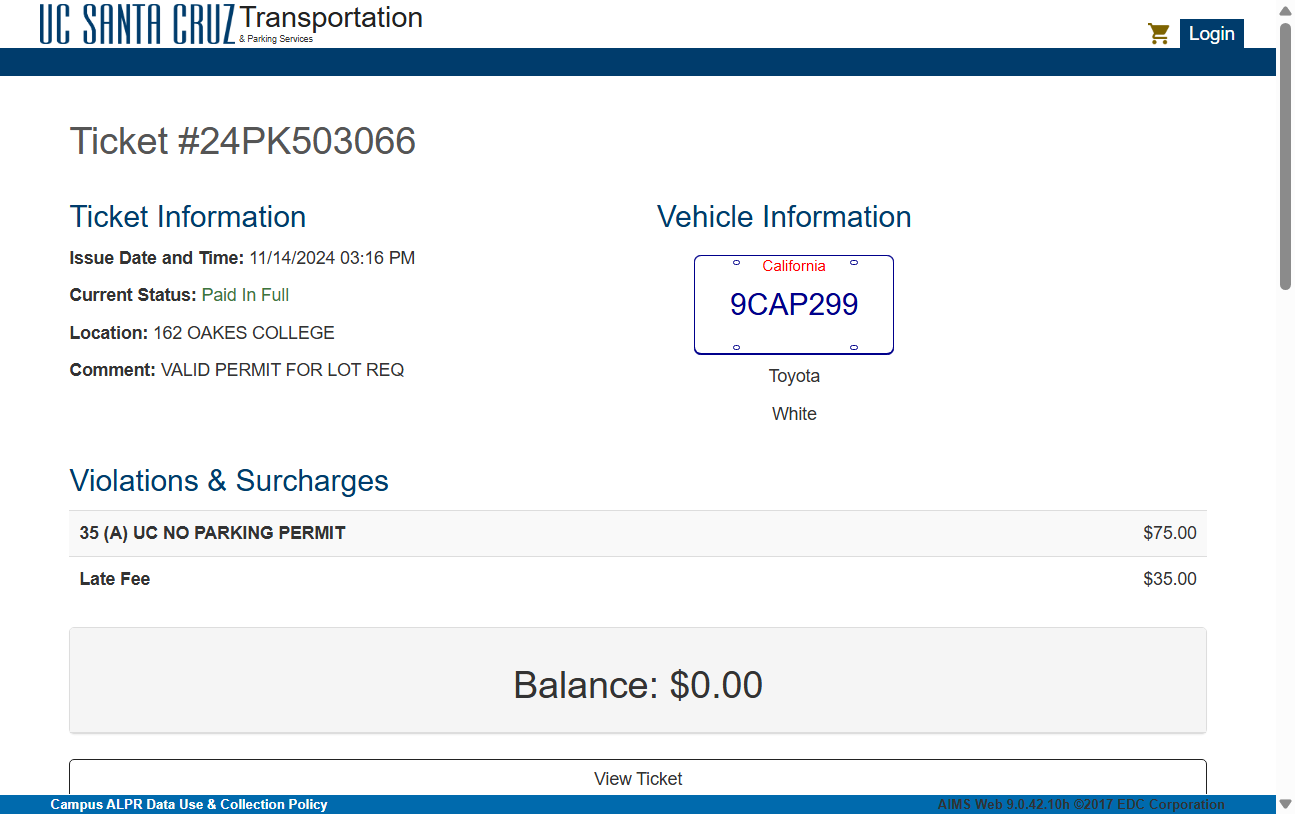 UC SANTA CRUZ Transportation
& Parking Services
Login
Ticket #24PK503066
Ticket Information
Issue Date and Time: 11/14/2024 03:16 PM
Current Status: Paid In Full
Location: 162 OAKES COLLEGE
Comment: VALID PERMIT FOR LOT REQ
Vehicle Information
California
9CAP299
Toyota
White
Violations & Surcharges
35 (A) UC NO PARKING PERMIT $75.00
Late Fee $35.00
Balance: $0.00
View Ticket
Campus ALPR Data Use & Collection Policy
AIMS Web 9.0.42.10h ©2017 EDC Corporation